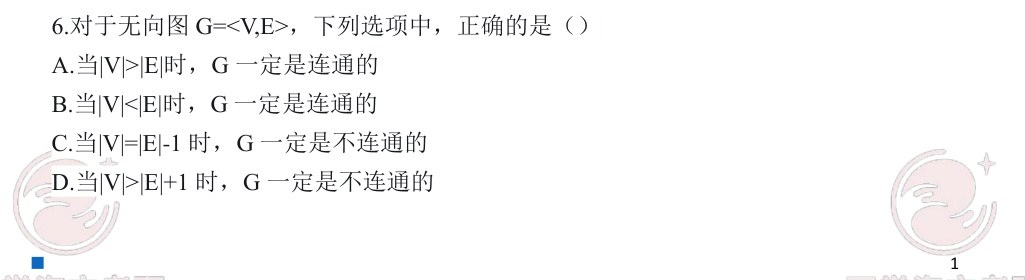 6.对于无向图 G=<V,E>，下列选项中，正确的是（）
A.当|V|>|E|时，G 一定是连通的
B.当|V|<|E|时，G 一定是连通的
C.当|V|=|E|-1 时，G 一定是不连通的
D.当|V|>|E|+1 时，G 一定是不连通的
1